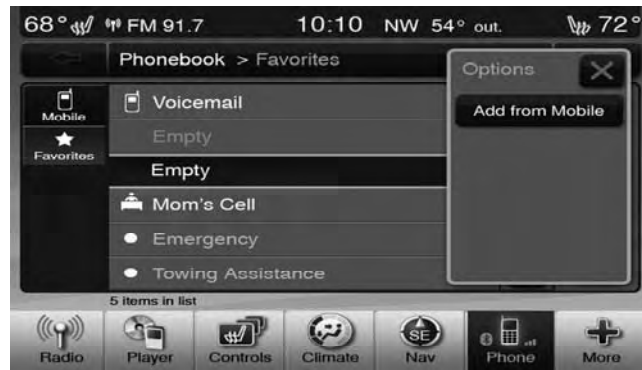 68° FM 91.7 10:10 NW 54° out. 72°
Phonebook > Favorites
Options
Mobile
Voicemail
Add from Mobile
Favorites
Empty
Empty
Mom's Cell
Emergency
Towing Assistance
5 items in list
SE
Radio Player Controls Climate Nav Phone More